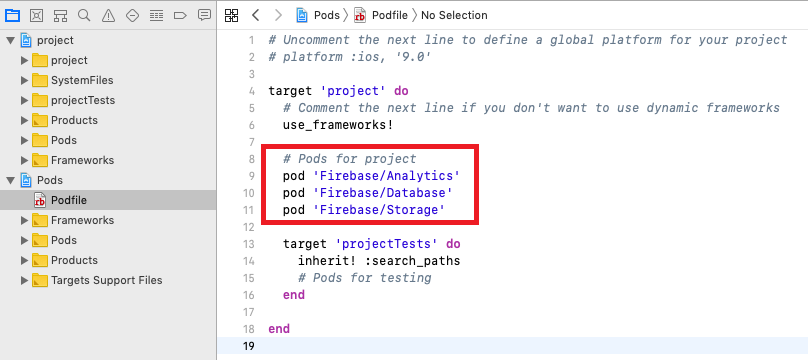 Pods
Podfile
No Selection
project
project
SystemFiles
projectTests
Products
Pods
Frameworks
Pods
rb Podfile
Frameworks
Pods
Products
Targets Support Files
1 # Uncomment the next line to define a global platform for your project
2 # platform :ios, '9.0'
3
4 target 'project' do
5 # Comment the next line if you don't want to use dynamic frameworks
6 use_frameworks!
7
8 # Pods for project
9 pod 'Firebase/Analytics'
10 pod 'Firebase/Database'
11 pod 'Firebase/Storage'
12
13 target 'projectTests' do
14 inherit! :search_paths
15 # Pods for testing
16 end
17
18 end
19